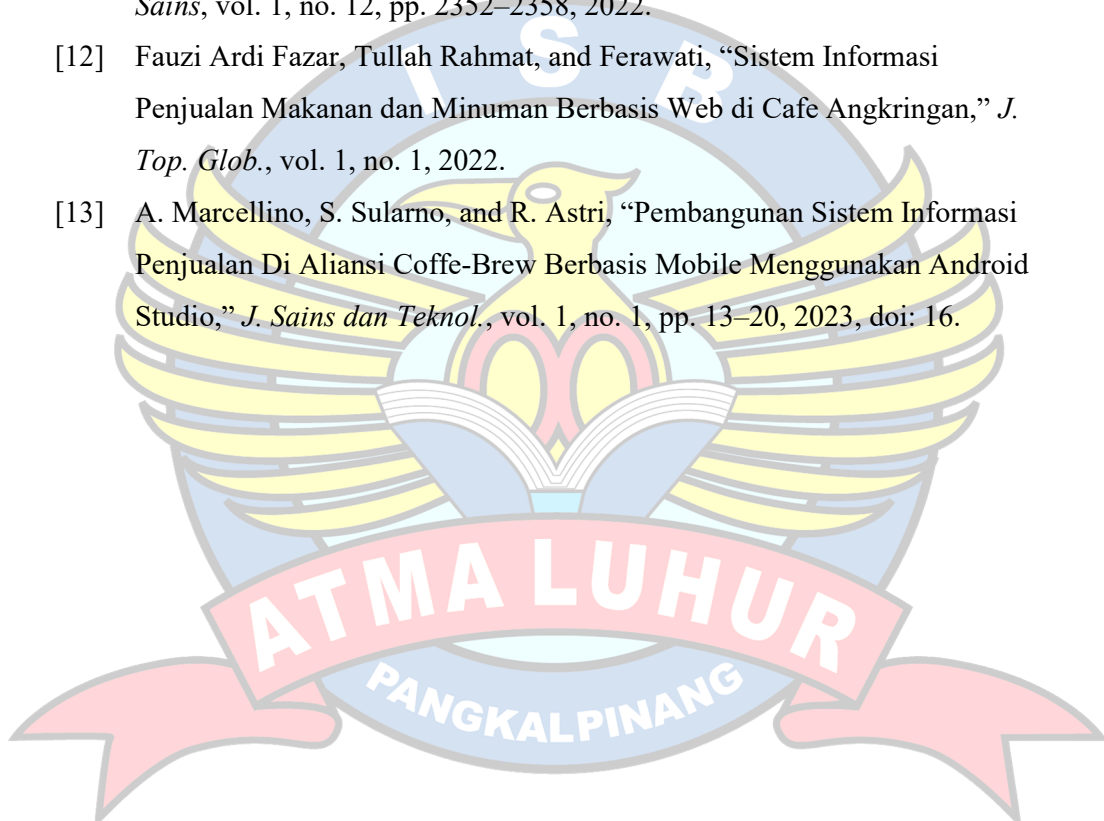 Sains, vol. 1, no. 12, pp. 2352–2358, 2022.
[12] Fauzi Ardi Fazar, Tullah Rahmat, and Ferawati, “Sistem Informasi
Penjualan Makanan dan Minuman Berbasis Web di Cafe Angkringan,” J.
Top. Glob., vol. 1, no. 1, 2022.
[13] A. Marcellino, S. Sularno, and R. Astri, “Pembangunan Sistem Informasi
Penjualan Di Aliansi Coffe-Brew Berbasis Mobile Menggunakan Android
Studio,” J. Sains dan Teknol., vol. 1, no. 1, pp. 13–20, 2023, doi: 16.
I S B
ATMA LUHUR
PANGKALPINANG